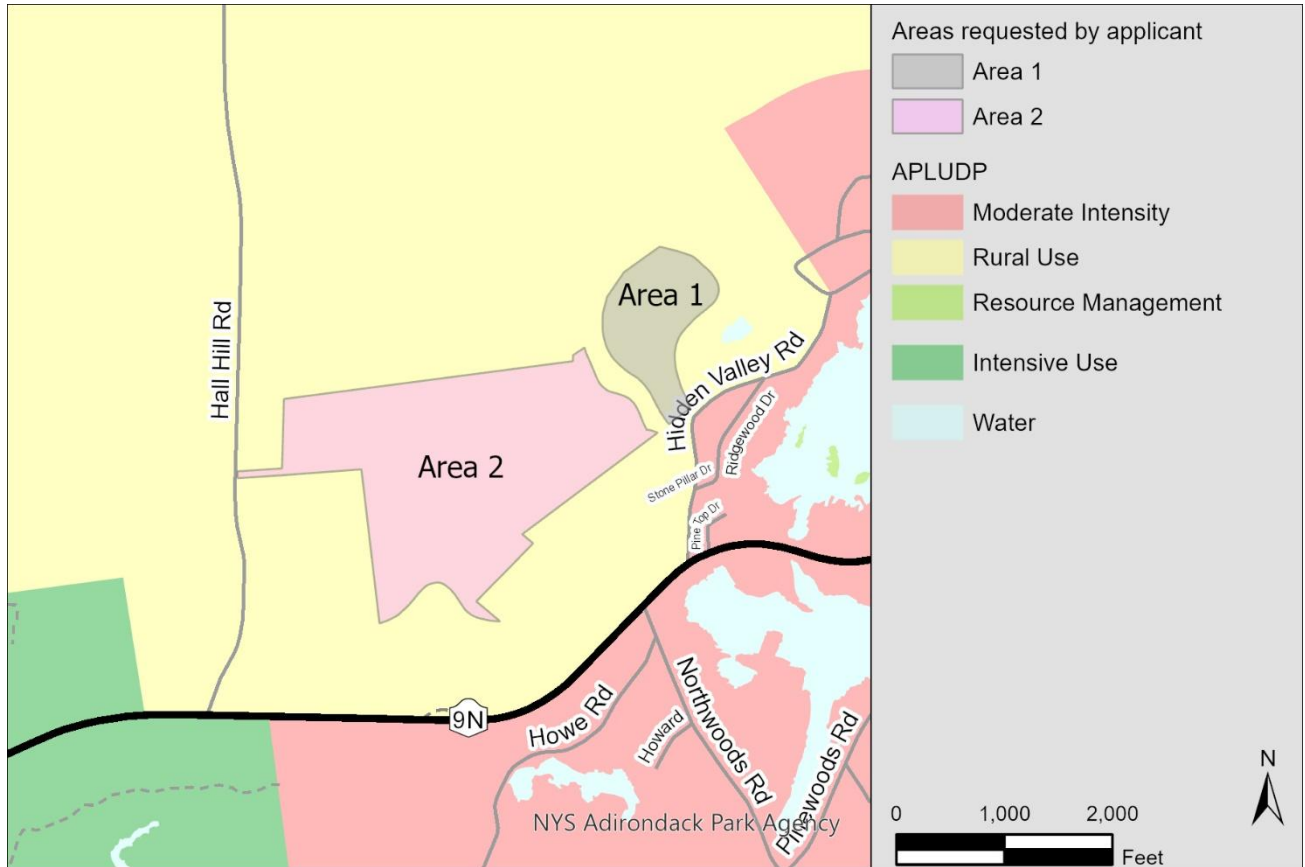 Hall Hill Rd
Area 1
Hidden Valley Rd
Ridgewood Dr
Area 2
Stone Pillar Dr
Pine Top Dr
9N
Howe Rd
Howard
Northwoods Rd
Pinewoods Rd
NYS Adirondack Park Agency
Areas requested by applicant
Area 1
Area 2
APLUDP
Moderate Intensity
Rural Use
Resource Management
Intensive Use
Water
N
0 1,000 2,000
Feet